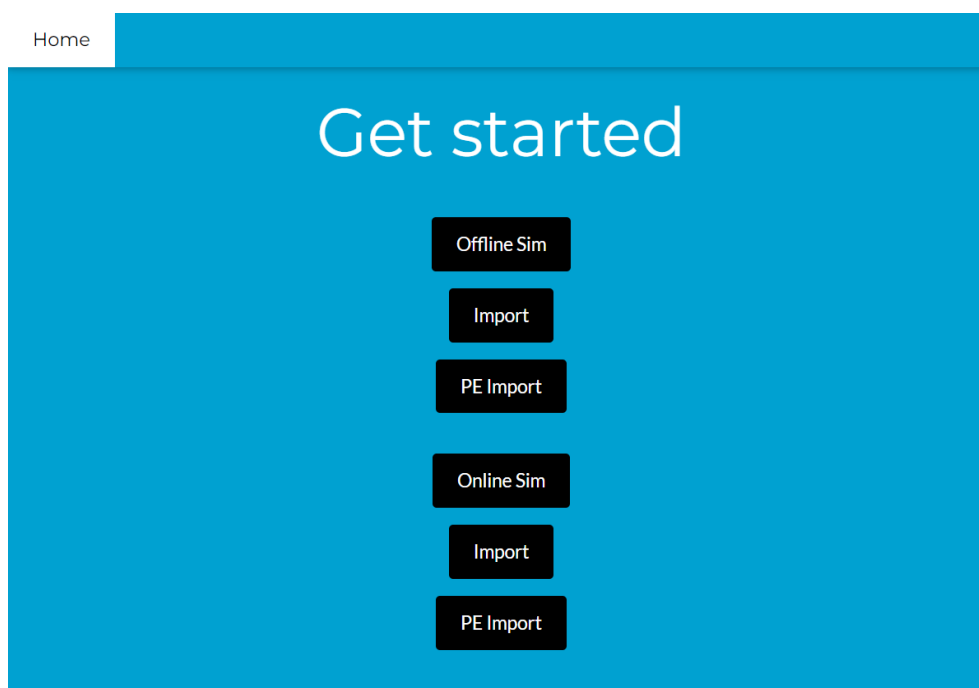 Home
Get started
Offline Sim
Import
PE Import
Online Sim
Import
PE Import